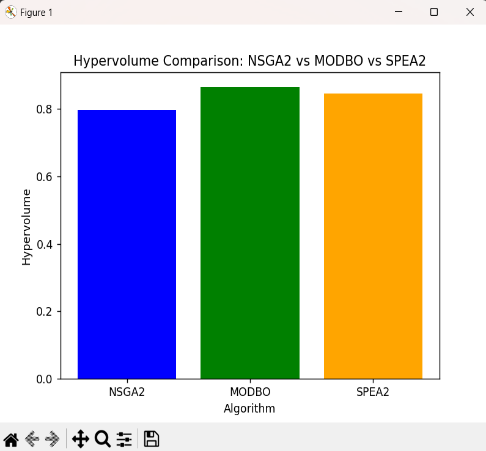 Figure 1
Hypervolume Comparison: NSGA2 vs MODBO vs SPEA2
Hypervolume
0.8
0.6
0.4
0.2
0.0
NSGA2 MODBO SPEA2
Algorithm